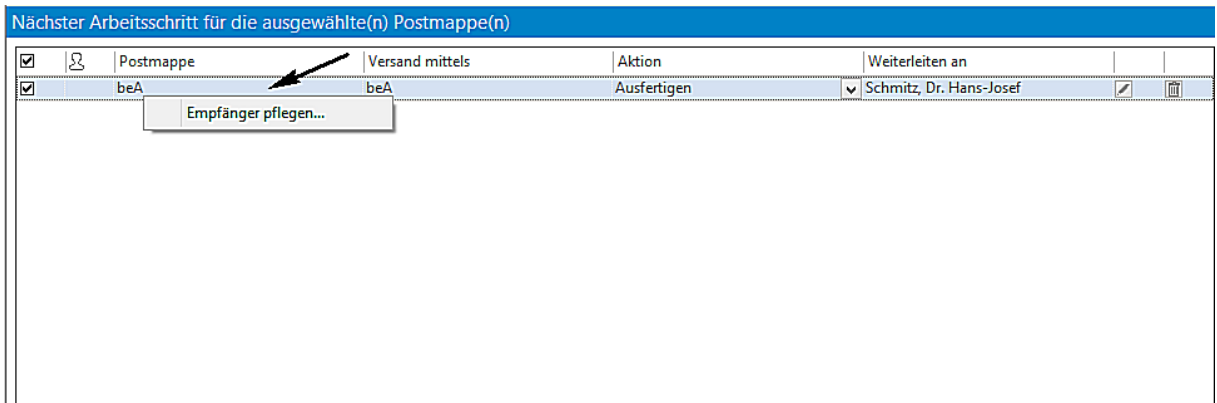 Nächster Arbeitsschritt für die ausgewählte(n) Postmappe(n)
Postmappe Versand mittels Aktion Weiterleiten an
beA beA Ausfertigen Schmitz, Dr. Hans-Josef
Empfänger pflegen...